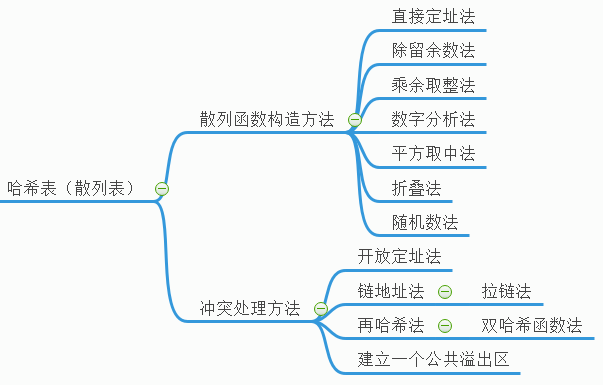 哈希表（散列表）
散列函数构造方法
直接定址法
除留余数法
乘余取整法
数字分析法
平方取中法
折叠法
随机数法
冲突处理方法
开放定址法
链地址法
拉链法
再哈希法
双哈希函数法
建立一个公共溢出区